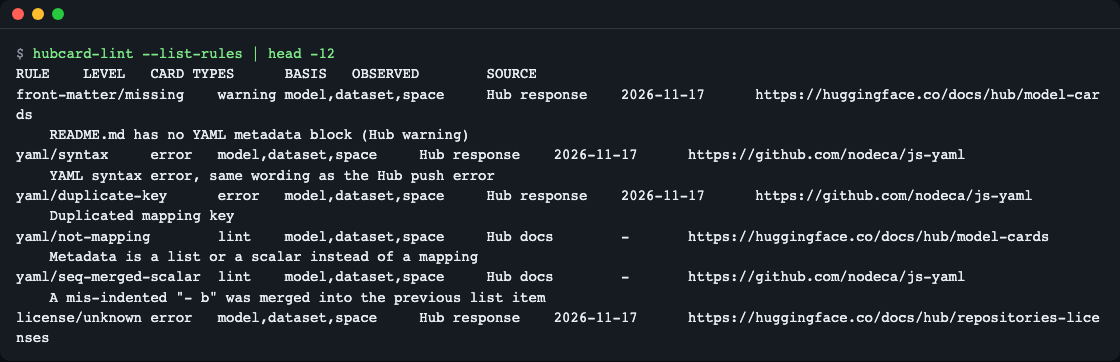 $ hubcard-lint --list-rules | head -12
RULE    LEVEL   CARD TYPES      BASIS   OBSERVED        SOURCE
front-matter/missing    warning model,dataset,space     Hub response    2026-11-17      https://huggingface.co/docs/hub/model-car
ds
    README.md has no YAML metadata block (Hub warning)
yaml/syntax     error   model,dataset,space     Hub response    2026-11-17      https://github.com/nodeca/js-yaml
    YAML syntax error, same wording as the Hub push error
yaml/duplicate-key      error   model,dataset,space     Hub response    2026-11-17      https://github.com/nodeca/js-yaml
    Duplicated mapping key
yaml/not-mapping        lint    model,dataset,space     Hub docs        -       https://huggingface.co/docs/hub/model-cards
    Metadata is a list or a scalar instead of a mapping
yaml/seq-merged-scalar  lint    model,dataset,space     Hub docs        -       https://github.com/nodeca/js-yaml
    A mis-indented "- b" was merged into the previous list item
license/unknown error   model,dataset,space     Hub response    2026-11-17      https://huggingface.co/docs/hub/repositories-lice
nses